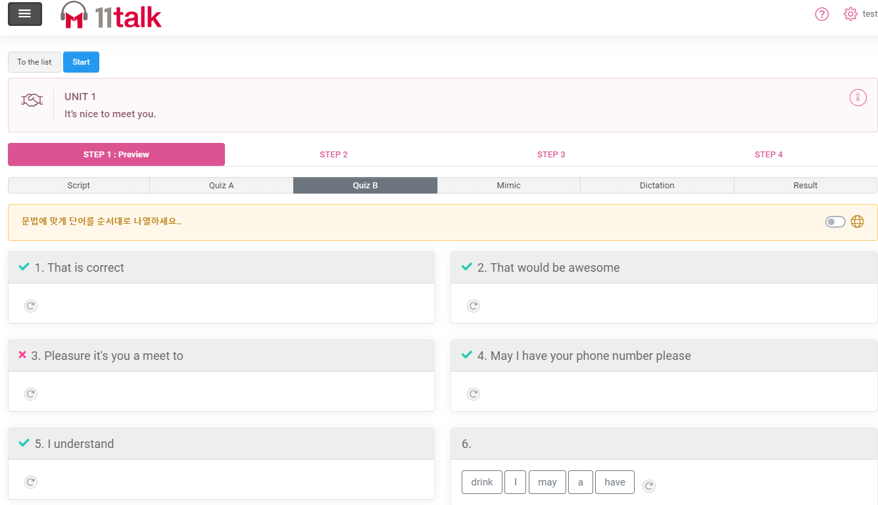 11talk
test
To the list
Start
UNIT 1
It's nice to meet you.
STEP 1 : Preview
STEP 2
STEP 3
STEP 4
Script
Quiz A
Quiz B
Mimic
Dictation
Result
문법에 맞게 단어를 순서대로 나열하세요..
1. That is correct
2. That would be awesome
3. Pleasure it's you a meet to
4. May I have your phone number please
5. I understand
6.
drink I may a have